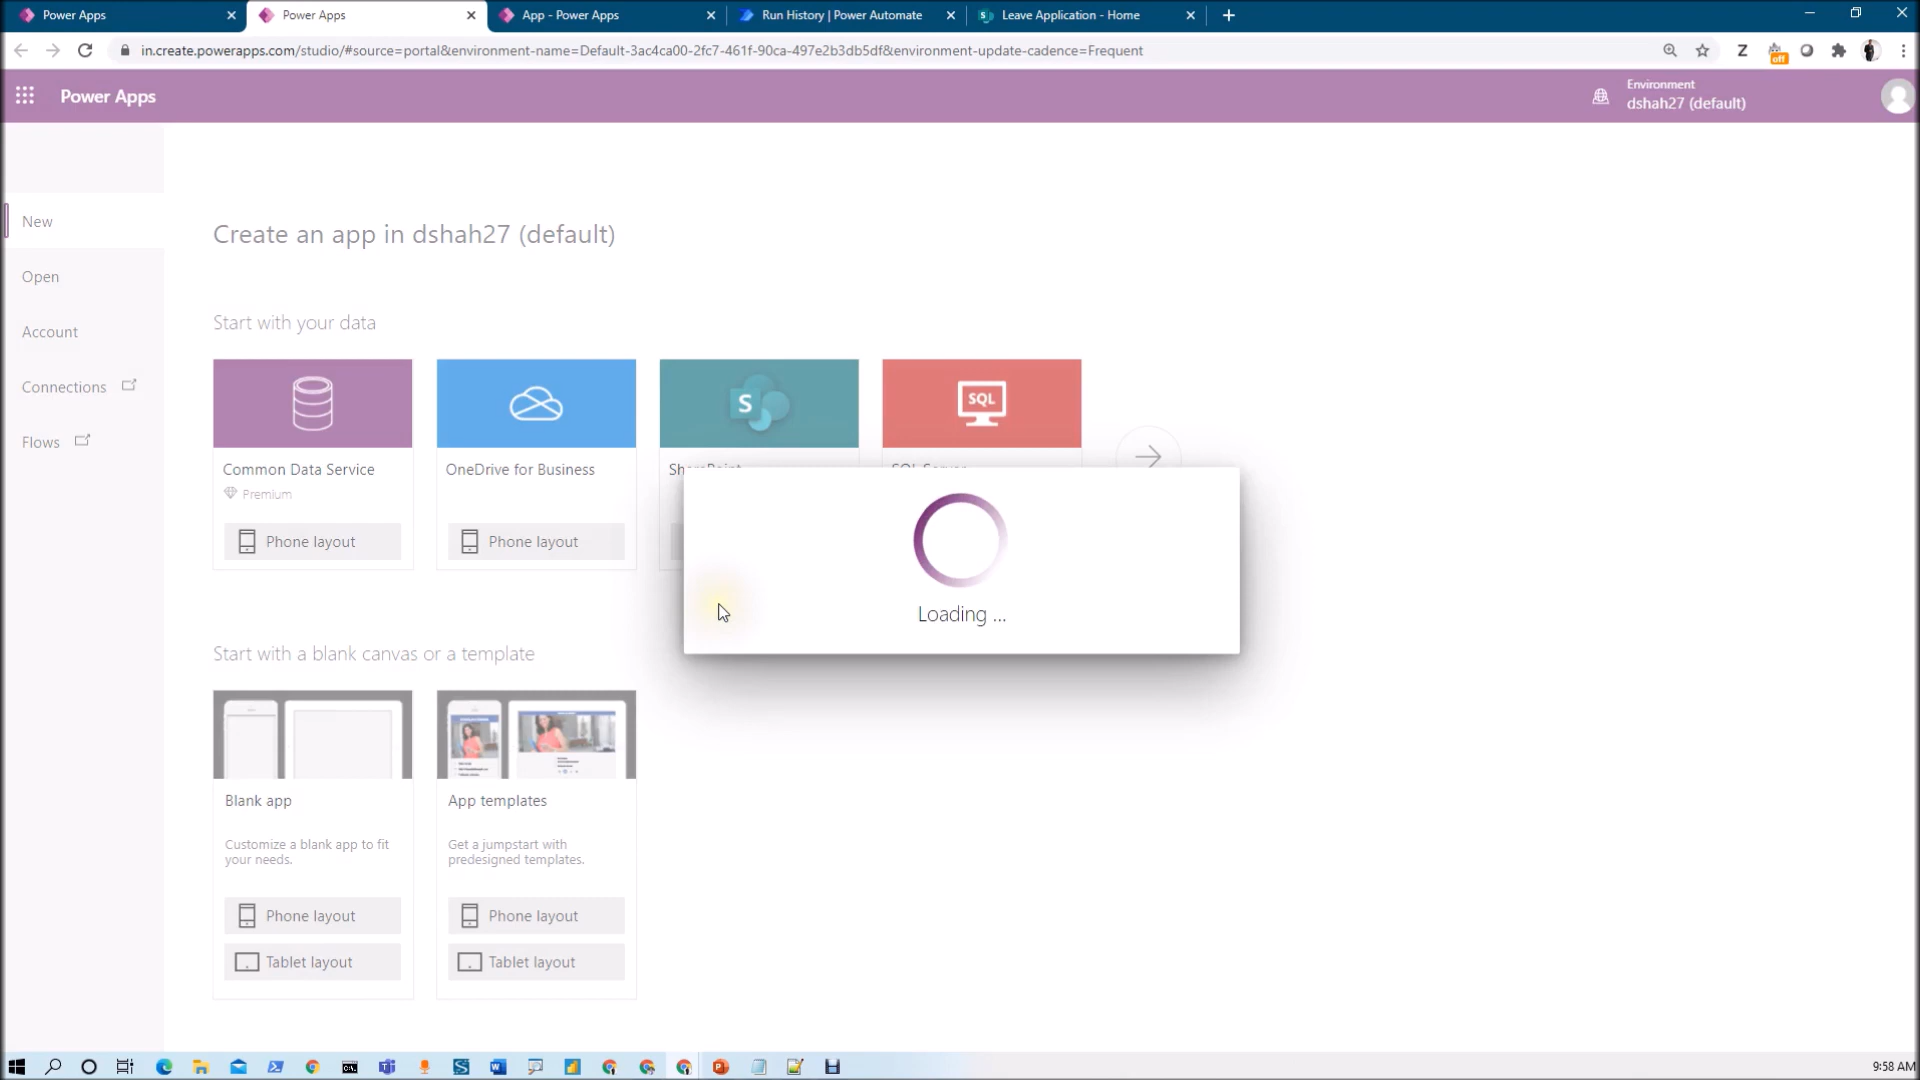 Power Apps
Power Apps
App - Power Apps
Run History | Power Automate
Leave Application - Home
in.create.powerapps.com/studio/#source=portal&environment-name=Default-3ac4ca00-2fc7-461f-90ca-497e2b3db5df&environment-update-cadence=Frequent
Z
off
Power Apps
Environment
dshah27 (default)
New
Open
Account
Connections
Flows
Create an app in dshah27 (default)
Start with your data
S
SQL
Common Data Service
Premium
Phone layout
OneDrive for Business
Phone layout
SharePoint
SQL Server
Loading ...
Start with a blank canvas or a template
Blank app
Customize a blank app to fit
your needs.
Phone layout
Tablet layout
App templates
Get a jumpstart with
predesigned templates.
Phone layout
Tablet layout
9:58 AM